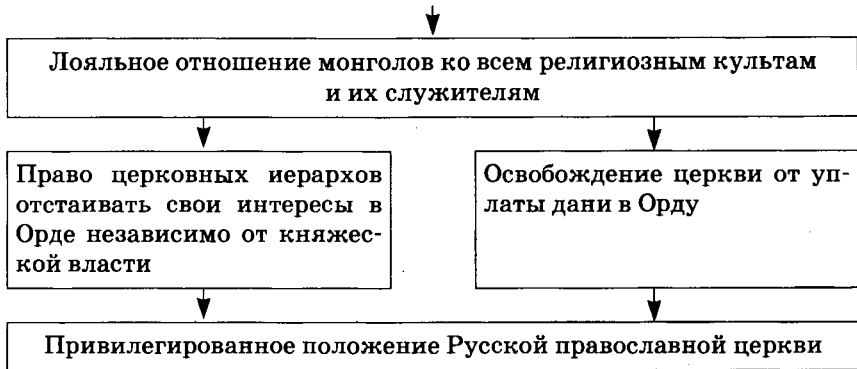 Лояльное отношение монголов ко всем религиозным культам
и их служителям
Право церковных иерархов
отстаивать свои интересы в
Орде независимо от княжес-
кой власти
Освобождение церкви от уп-
латы дани в Орду
Привилегированное положение Русской православной церкви